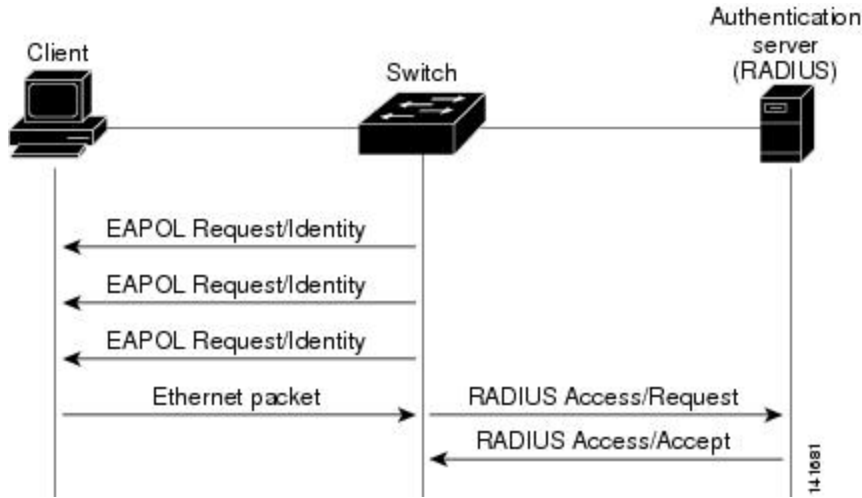 Authentication
server
(RADIUS)
Client
Switch
EAPOL Request/Identity
EAPOL Request/Identity
EAPOL Request/Identity
Ethernet packet
RADIUS Access/Request
RADIUS Access/Accept
141681